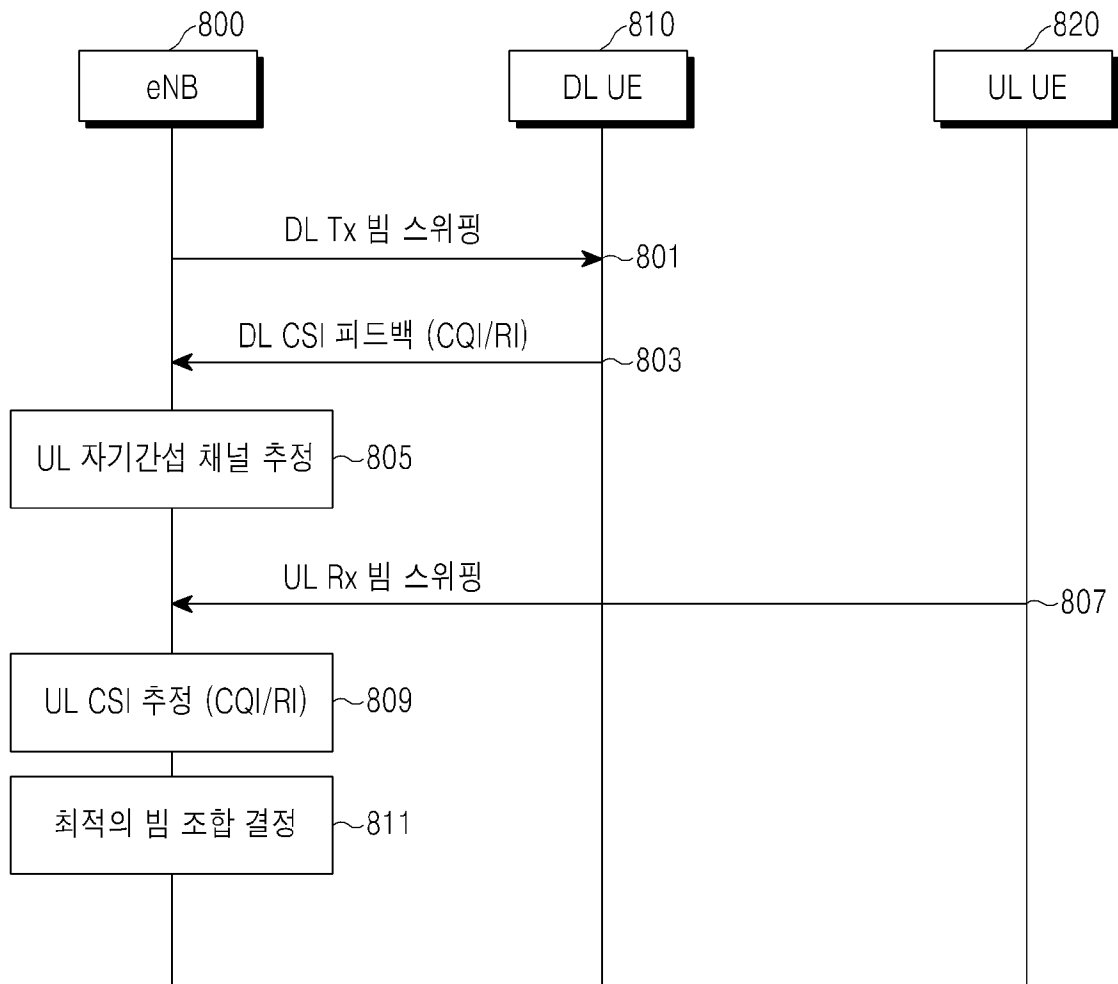 800
810
820
eNB
DL UE
UL UE
DL Tx 빔 스위핑
801
DL CSI 피드백 (CQI/RI)
803
UL 자기간섭 채널 추정
805
UL Rx 빔 스위핑
807
UL CSI 추정 (CQI/RI)
809
최적의 빔 조합 결정
811